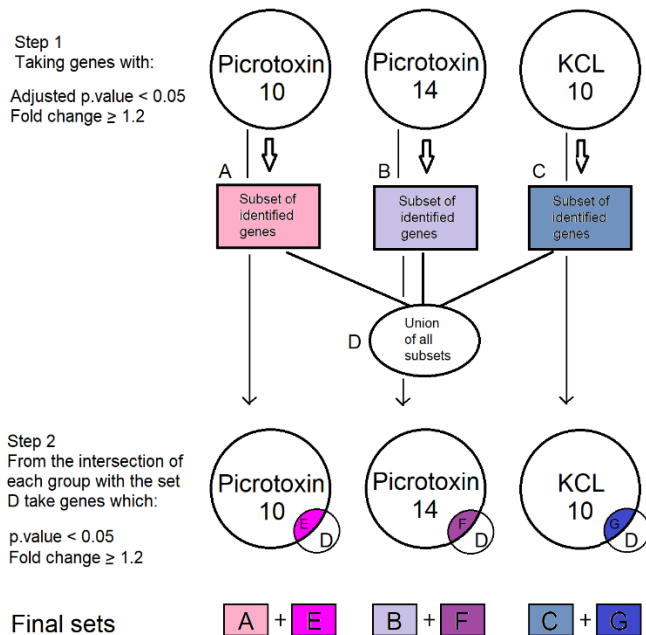 Step 1
Taking genes with:
Adjusted p.value < 0.05
Fold change ≥ 1.2
Picrotoxin
10
Picrotoxin
14
KCL
10
A
Subset of
identified
genes
B
Subset of
identified
genes
C
Subset of
identified
genes
D
Union
of all
subsets
Step 2
From the intersection of
each group with the set
D take genes which:
p.value < 0.05
Fold change ≥ 1.2
Picrotoxin
10
E
D
Picrotoxin
14
F
D
KCL
10
G
D
Final sets
A + E
B + F
C + G